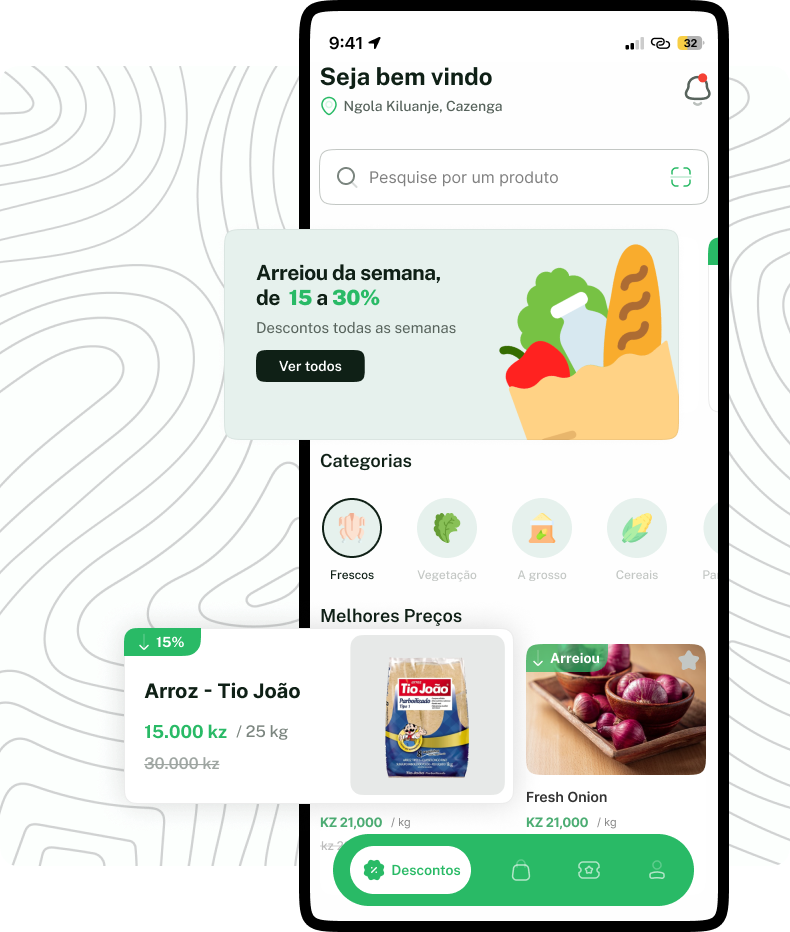 9:41
32
Seja bem vindo
Ngola Kiluanje, Cazenga
Pesquise por um produto
Arreiou da semana,
de 15 a 30%
Descontos todas as semanas
Ver todos
Categorias
Frescos
Vegetação
A grosso
Cereais
Pa
Melhores Preços
15%
Arroz - Tio João
15.000 kz / 25 kg
30.000 kz
Tio João
Parboilizado
Tipo 1
Arreiou
Fresh Onion
KZ 21,000 / kg
KZ 21,000 / kg
kz 2
Descontos